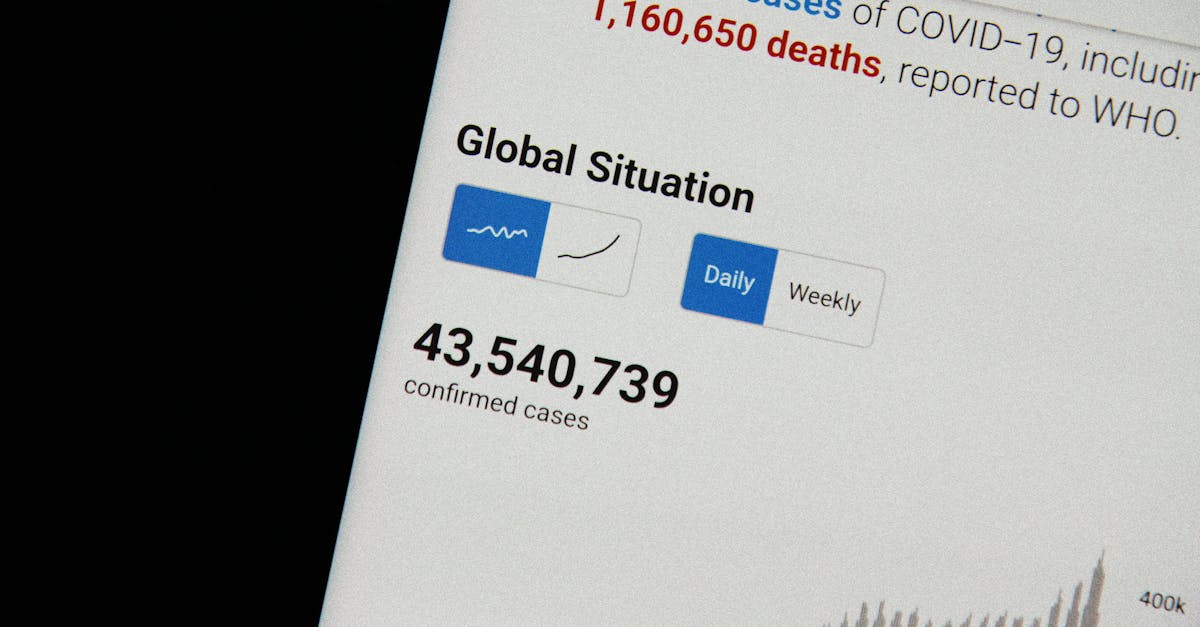 cases of COVID-19, includin
1,160,650 deaths, reported to WHO.
Global Situation
Daily Weekly
43,540,739
confirmed cases
400k